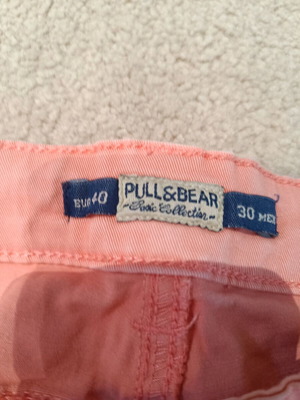 EUR 40
PULL&BEAR
Basic Collection
30 MEX